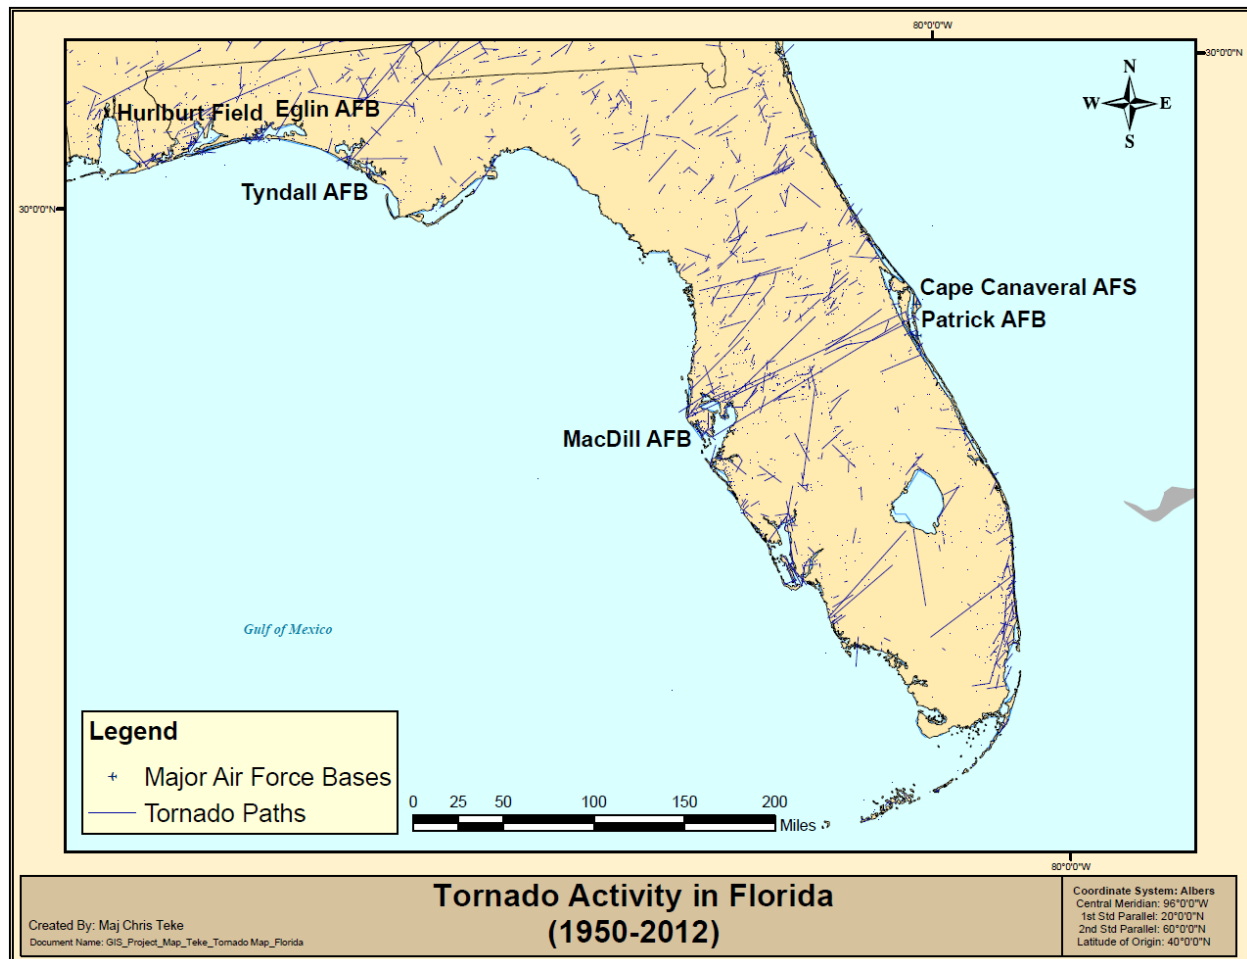 80°0'0"W
30°0'0"N
N
W E
S
Hurlburt Field
Eglin AFB
Tyndall AFB
30°0'0"N
Cape Canaveral AFS
Patrick AFB
MacDill AFB
Gulf of Mexico
Legend
Major Air Force Bases
Tornado Paths
0 25 50 100 150 200
Miles
80°0'0"W
Tornado Activity in Florida
(1950-2012)
Created By: Maj Chris Teke
Document Name: GIS_Project_Map_Teke_Tornado Map_Florida
Coordinate System: Albers
Central Meridian: 96°0'0"W
1st Std Parallel: 20°0'0"N
2nd Std Parallel: 60°0'0"N
Latitude of Origin: 40°0'0"N